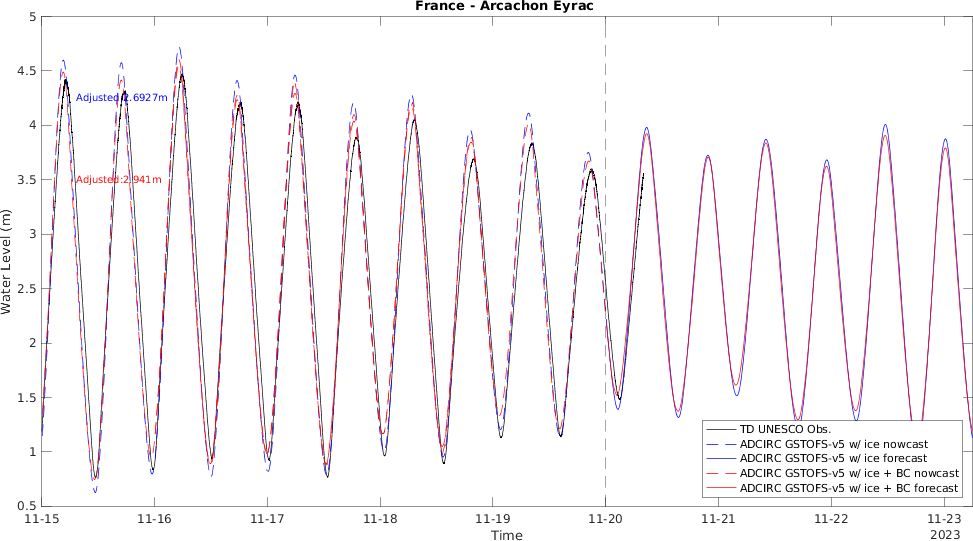 France - Arcachon Eyrac
5
4.5
4
3.5
3
2.5
2
1.5
1
0.5
Water Level (m)
Adjusted:2.6927m
Adjusted:2.941m
TD UNESCO Obs.
ADCIRC GSTOFS-v5 w/ ice nowcast
ADCIRC GSTOFS-v5 w/ ice forecast
ADCIRC GSTOFS-v5 w/ ice + BC nowcast
ADCIRC GSTOFS-v5 w/ ice + BC forecast
11-15 11-16 11-17 11-18 11-19 11-20 11-21 11-22 11-23
Time 2023